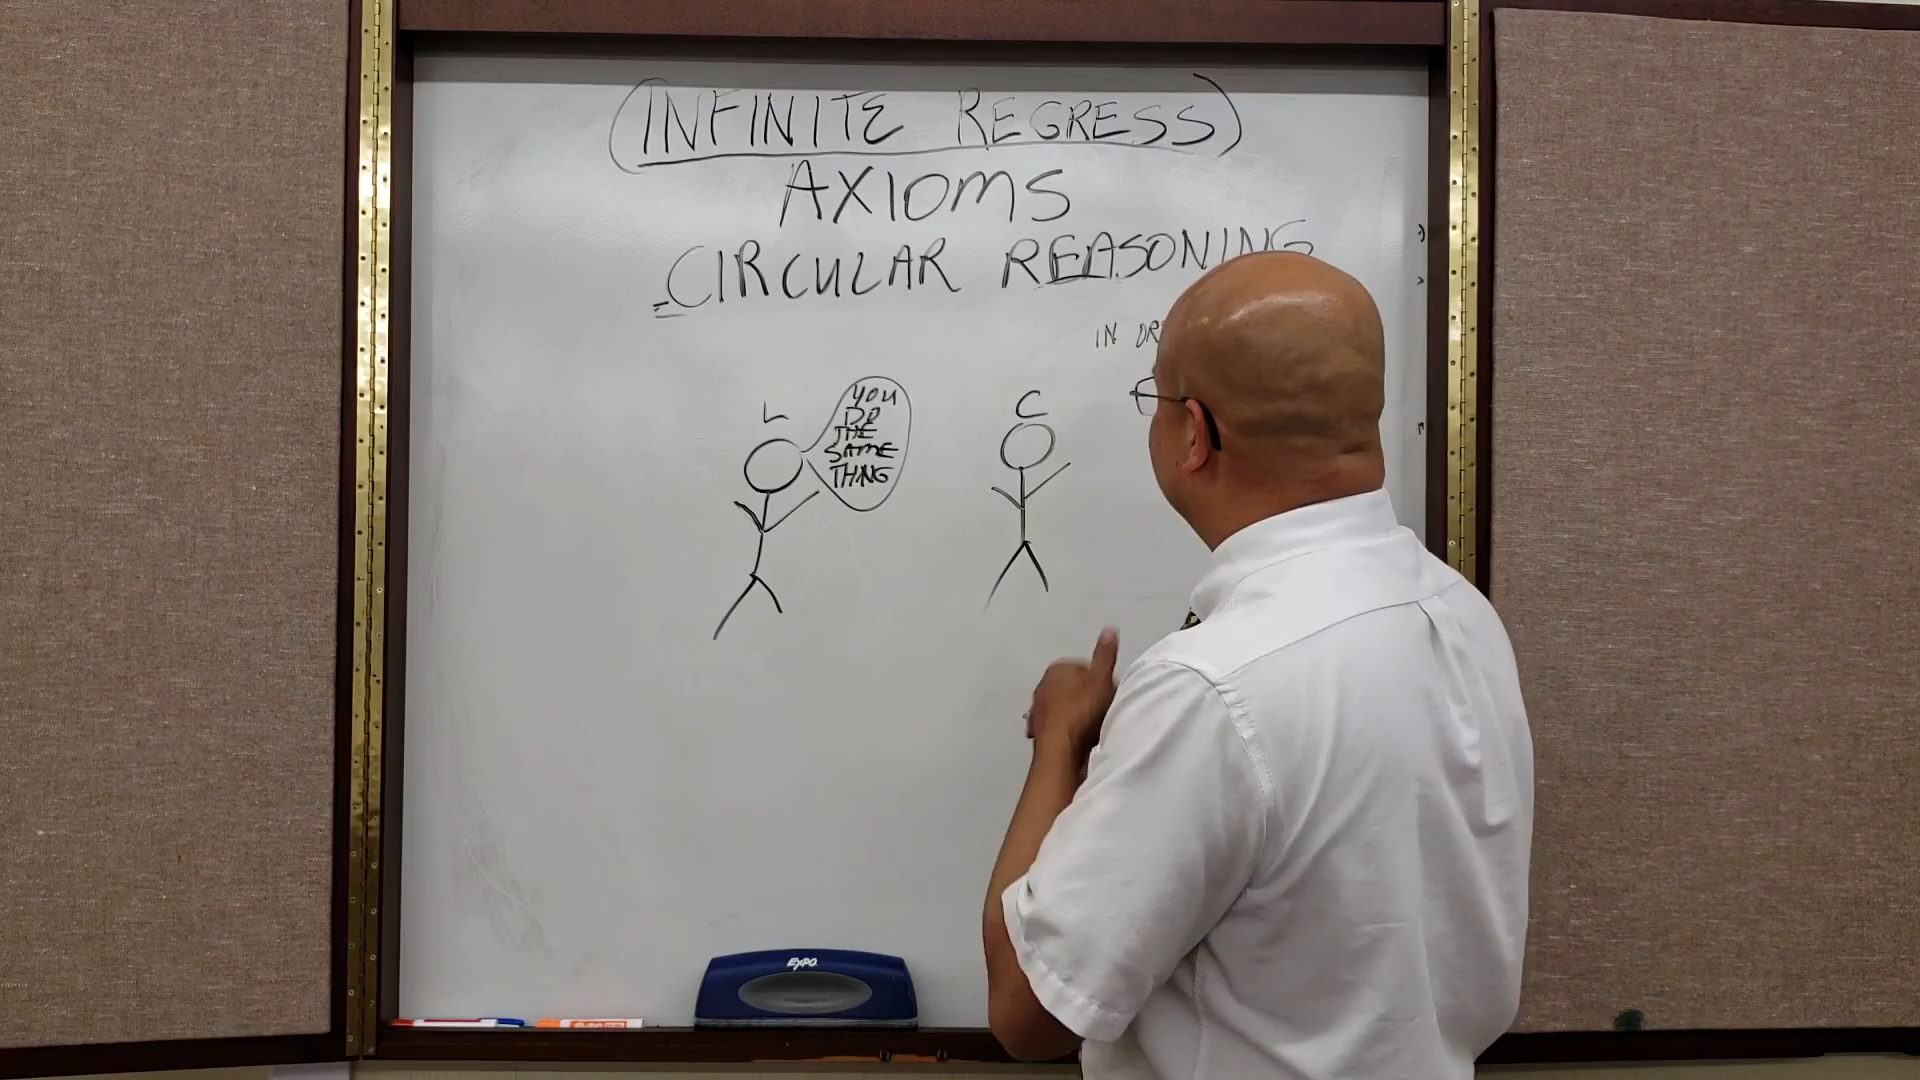 (INFINITE REGRESS)
AXIOMS
CIRCULAR REASONING
IN
L
YOU
DO
THE
SAME
THING
C
EXPO